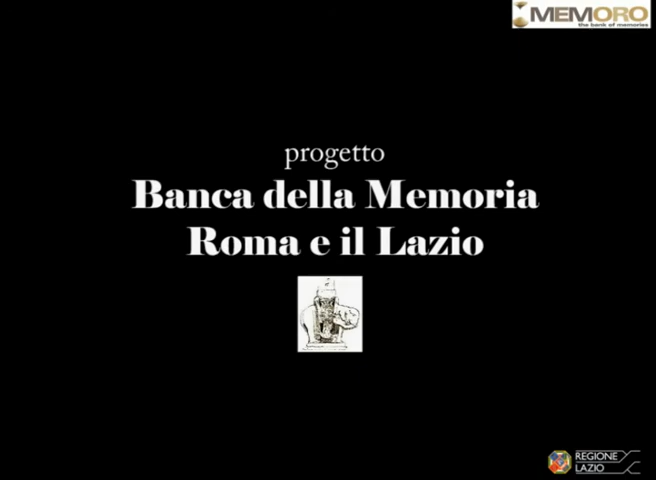 MEMORO
the bank of memories
progetto
Banca della Memoria
Roma e il Lazio
REGIONE
LAZIO